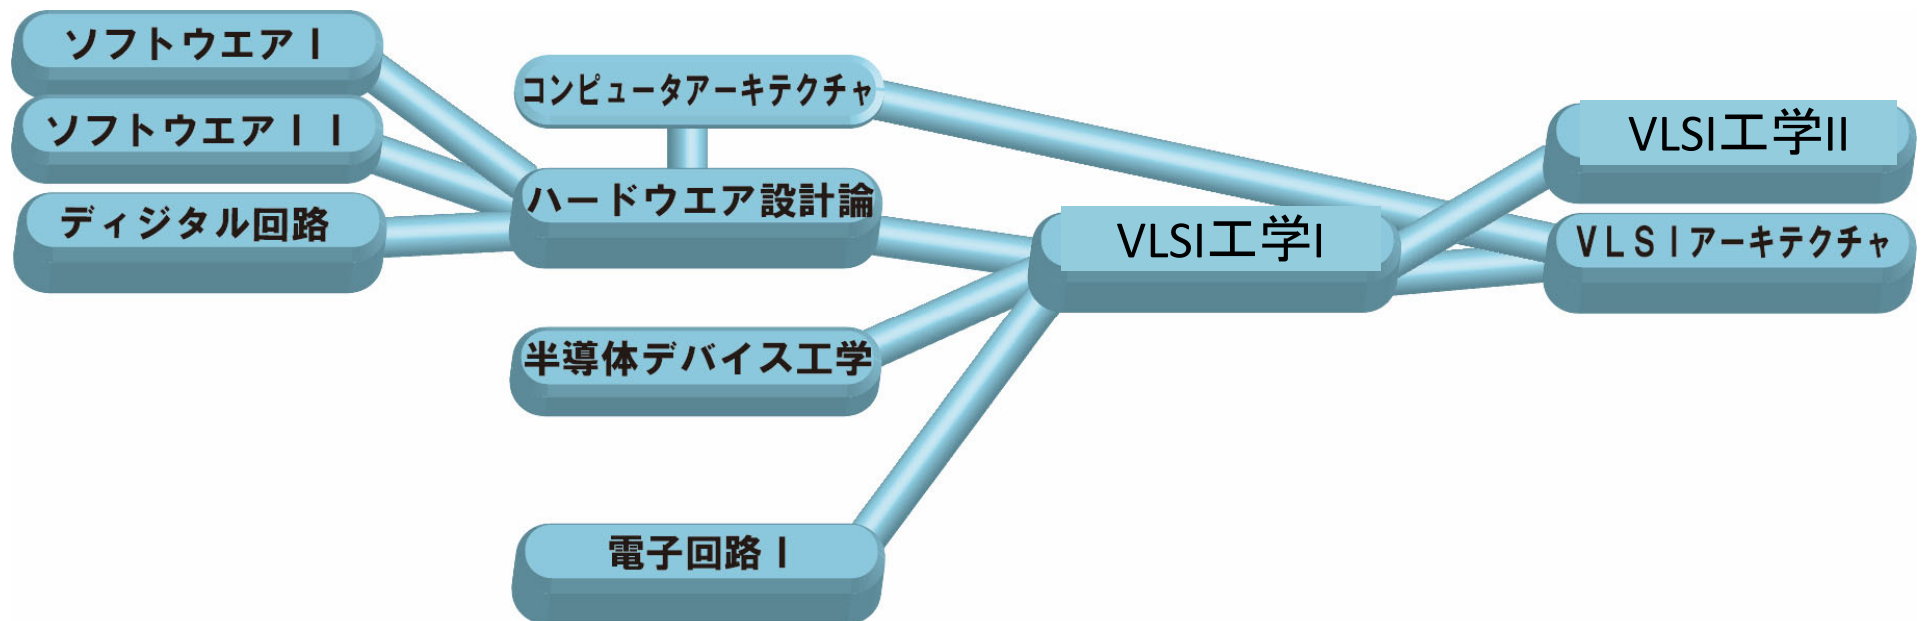 ソフトウエアⅠ
ソフトウエアⅠⅠ
ディジタル回路
コンピュータアーキテクチャ
ハードウエア設計論
半導体デバイス工学
電子回路Ⅰ
VLSI工学I
VLSI工学II
ＶＬＳＩアーキテクチャ